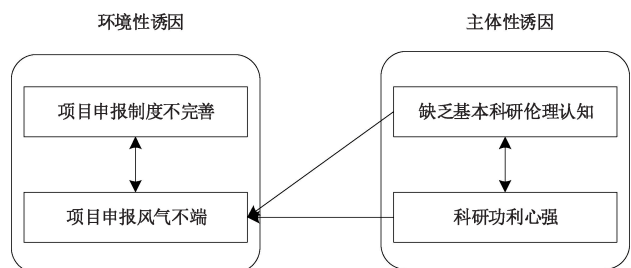 环境性诱因
主体性诱因
项目申报制度不完善
缺乏基本科研伦理认知
项目申报风气不端
科研功利心强